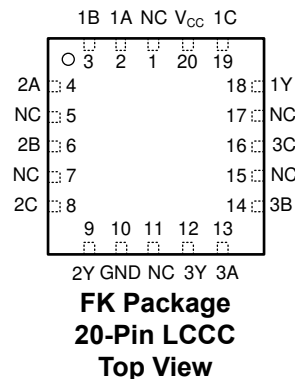 1B 1A NC VCC 1C
3 2 1 20 19
2A 4 18 1Y
NC 5 17 NC
2B 6 16 3C
NC 7 15 NC
2C 8 14 3B
9 10 11 12 13
2Y GND NC 3Y 3A
FK Package
20-Pin LCCC
Top View